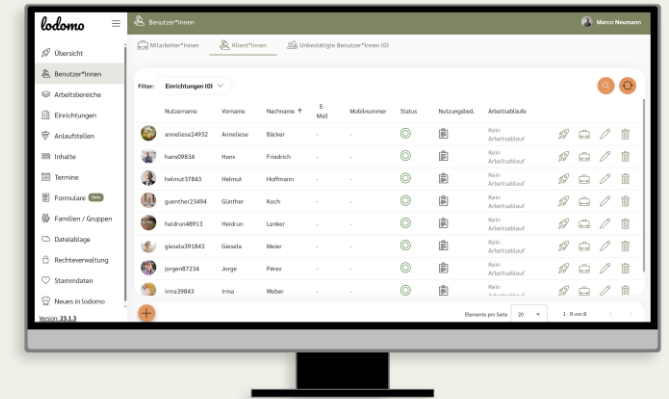 lodomo
Benutzer*Innen
Marco Neumann
Mitarbeiter*Innen
Klient*Innen
Unbestätigte Benutzer*Innen (0)
Übersicht
Benutzer*Innen
Arbeitsbereiche
Einrichtungen
Anlaufstellen
Inhalte
Termine
Formulare
Familien / Gruppen
Dateiablage
Rechteverwaltung
Stammdaten
Neues in lodomo
Version: 23.1.3
Filter: Einrichtungen (0)
Nutzername Vorname Nachname E-Mail Mobilnummer Status Nutzungsbed. Arbeitsabläufe
anneliese24932 Anneliese Bäcker - - Kein Arbeitsablauf
hans09834 Hans Friedrich - - Kein Arbeitsablauf
helmut37843 Helmut Hoffmann - - Kein Arbeitsablauf
guenther23494 Günther Koch - - Kein Arbeitsablauf
heidrun48913 Heidrun Lenker - - Kein Arbeitsablauf
giesela391843 Giesela Meier - - Kein Arbeitsablauf
jorgen87234 Jorge Pérez - - Kein Arbeitsablauf
irma39843 Irma Weber - - Kein Arbeitsablauf
Elemente pro Seite 20 1 - 8 von 8